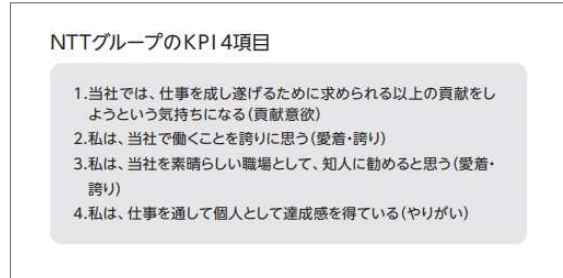 NTTグループのKPI 4項目
1.当社では、仕事を成し遂げるために求められる以上の貢献をし
ようという気持ちになる(貢献意欲)
2.私は、当社で働くことを誇りに思う(愛着・誇り)
3.私は、当社を素晴らしい職場として、知人に勧めると思う(愛着・
誇り)
4.私は、仕事を通して個人として達成感を得ている(やりがい)